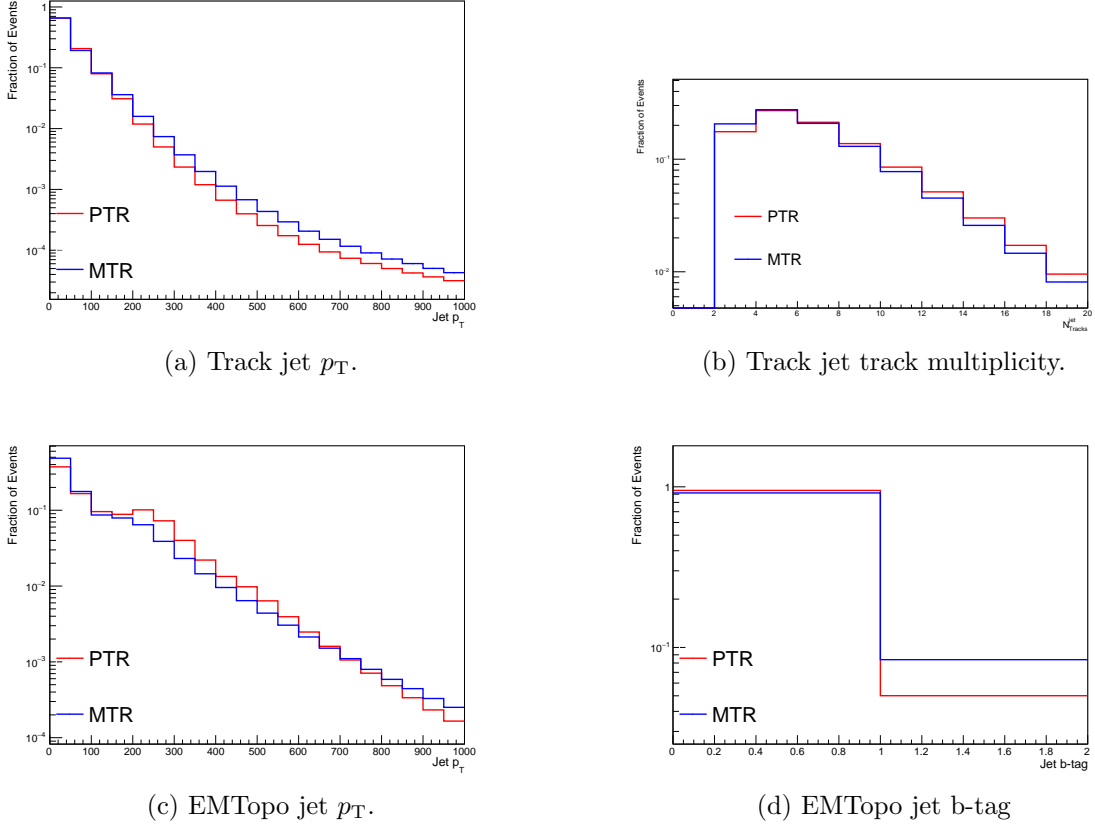 Fraction of Events
1
10⁻¹
10⁻²
10⁻³
10⁻⁴
PTR
MTR
0 100 200 300 400 500 600 700 800 900 1000
Jet p_T
(a) Track jet p_T.
Fraction of Events
10⁻¹
10⁻²
PTR
MTR
0 2 4 6 8 10 12 14 16 18 20
N^jet_Tracks
(b) Track jet track multiplicity.
Fraction of Events
10⁻¹
10⁻²
10⁻³
10⁻⁴
PTR
MTR
0 100 200 300 400 500 600 700 800 900 1000
Jet p_T
(c) EMTopo jet p_T.
Fraction of Events
1
10⁻¹
PTR
MTR
0 0.2 0.4 0.6 0.8 1 1.2 1.4 1.6 1.8 2
Jet b-tag
(d) EMTopo jet b-tag